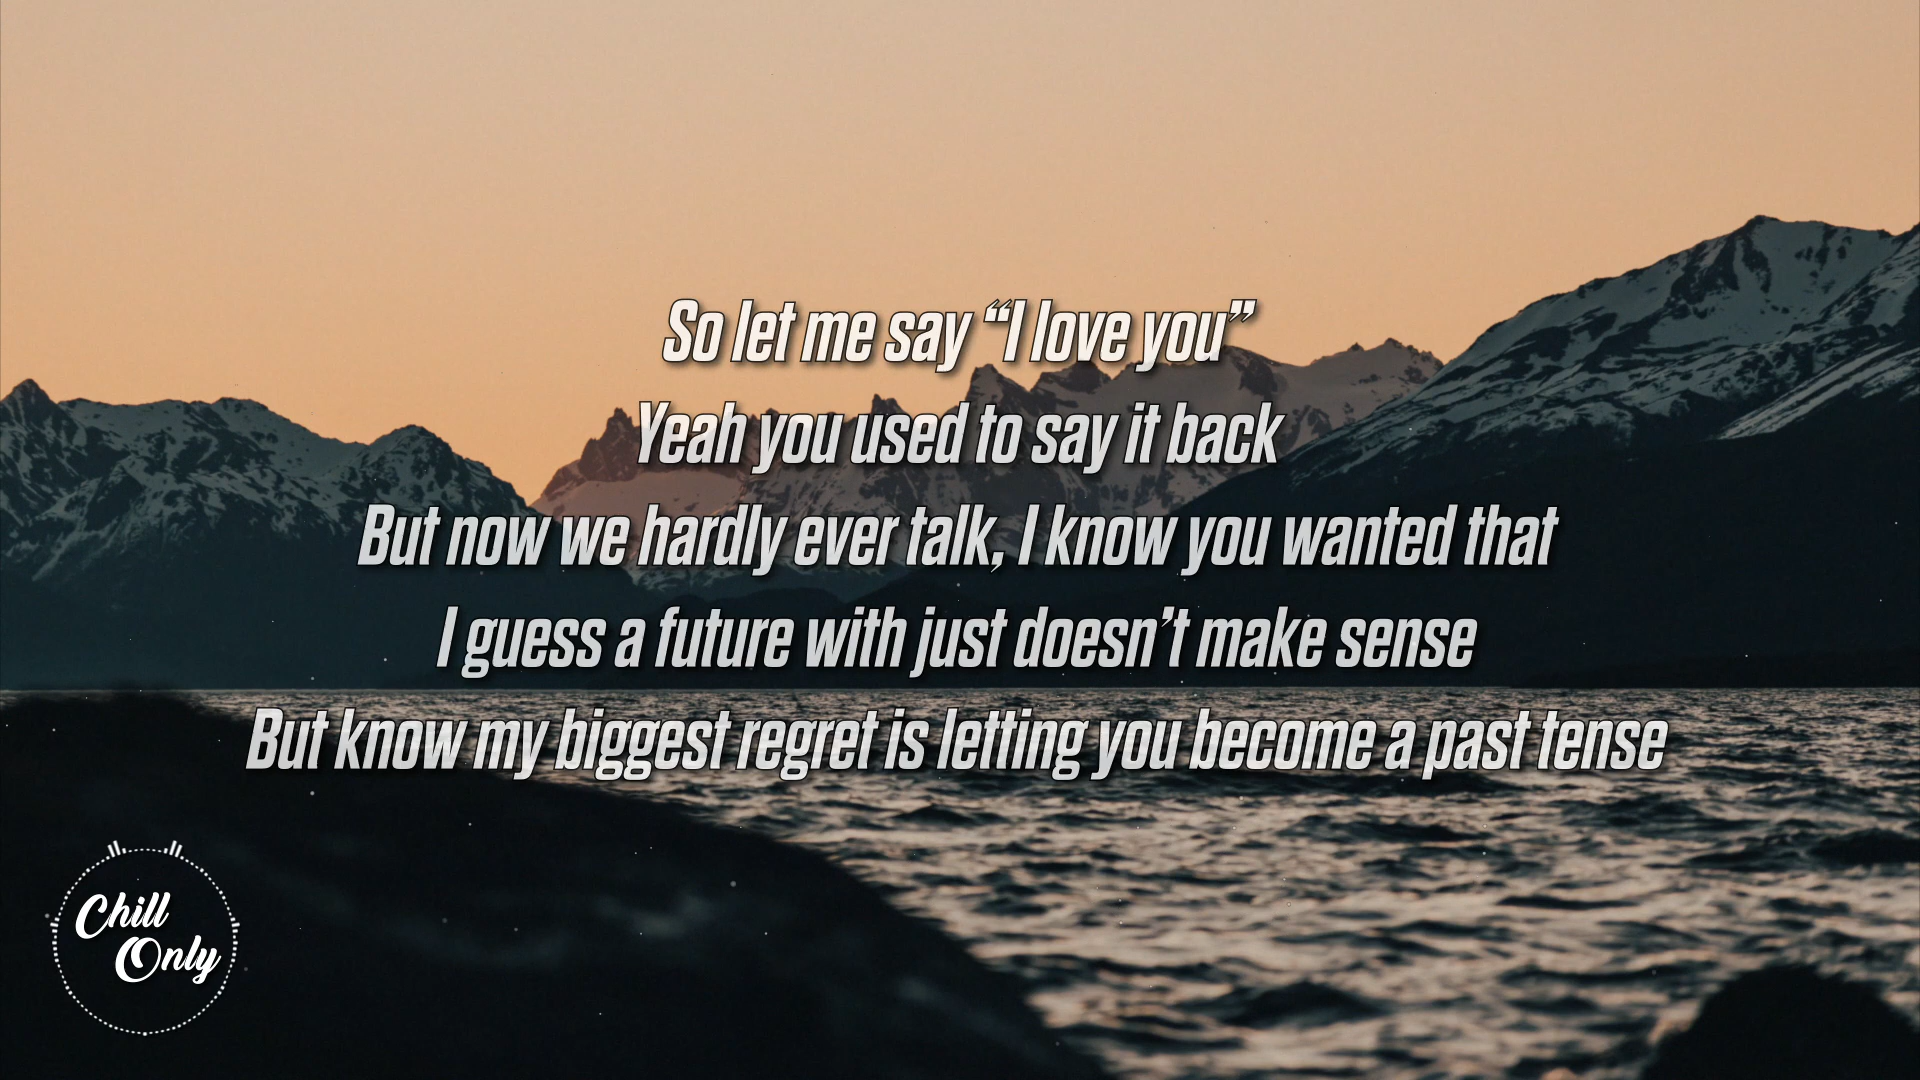 So let me say “I love you”
Yeah you used to say it back
But now we hardly ever talk, I know you wanted that
I guess a future with just doesn’t make sense
But know my biggest regret is letting you become a past tense
Chill
Only